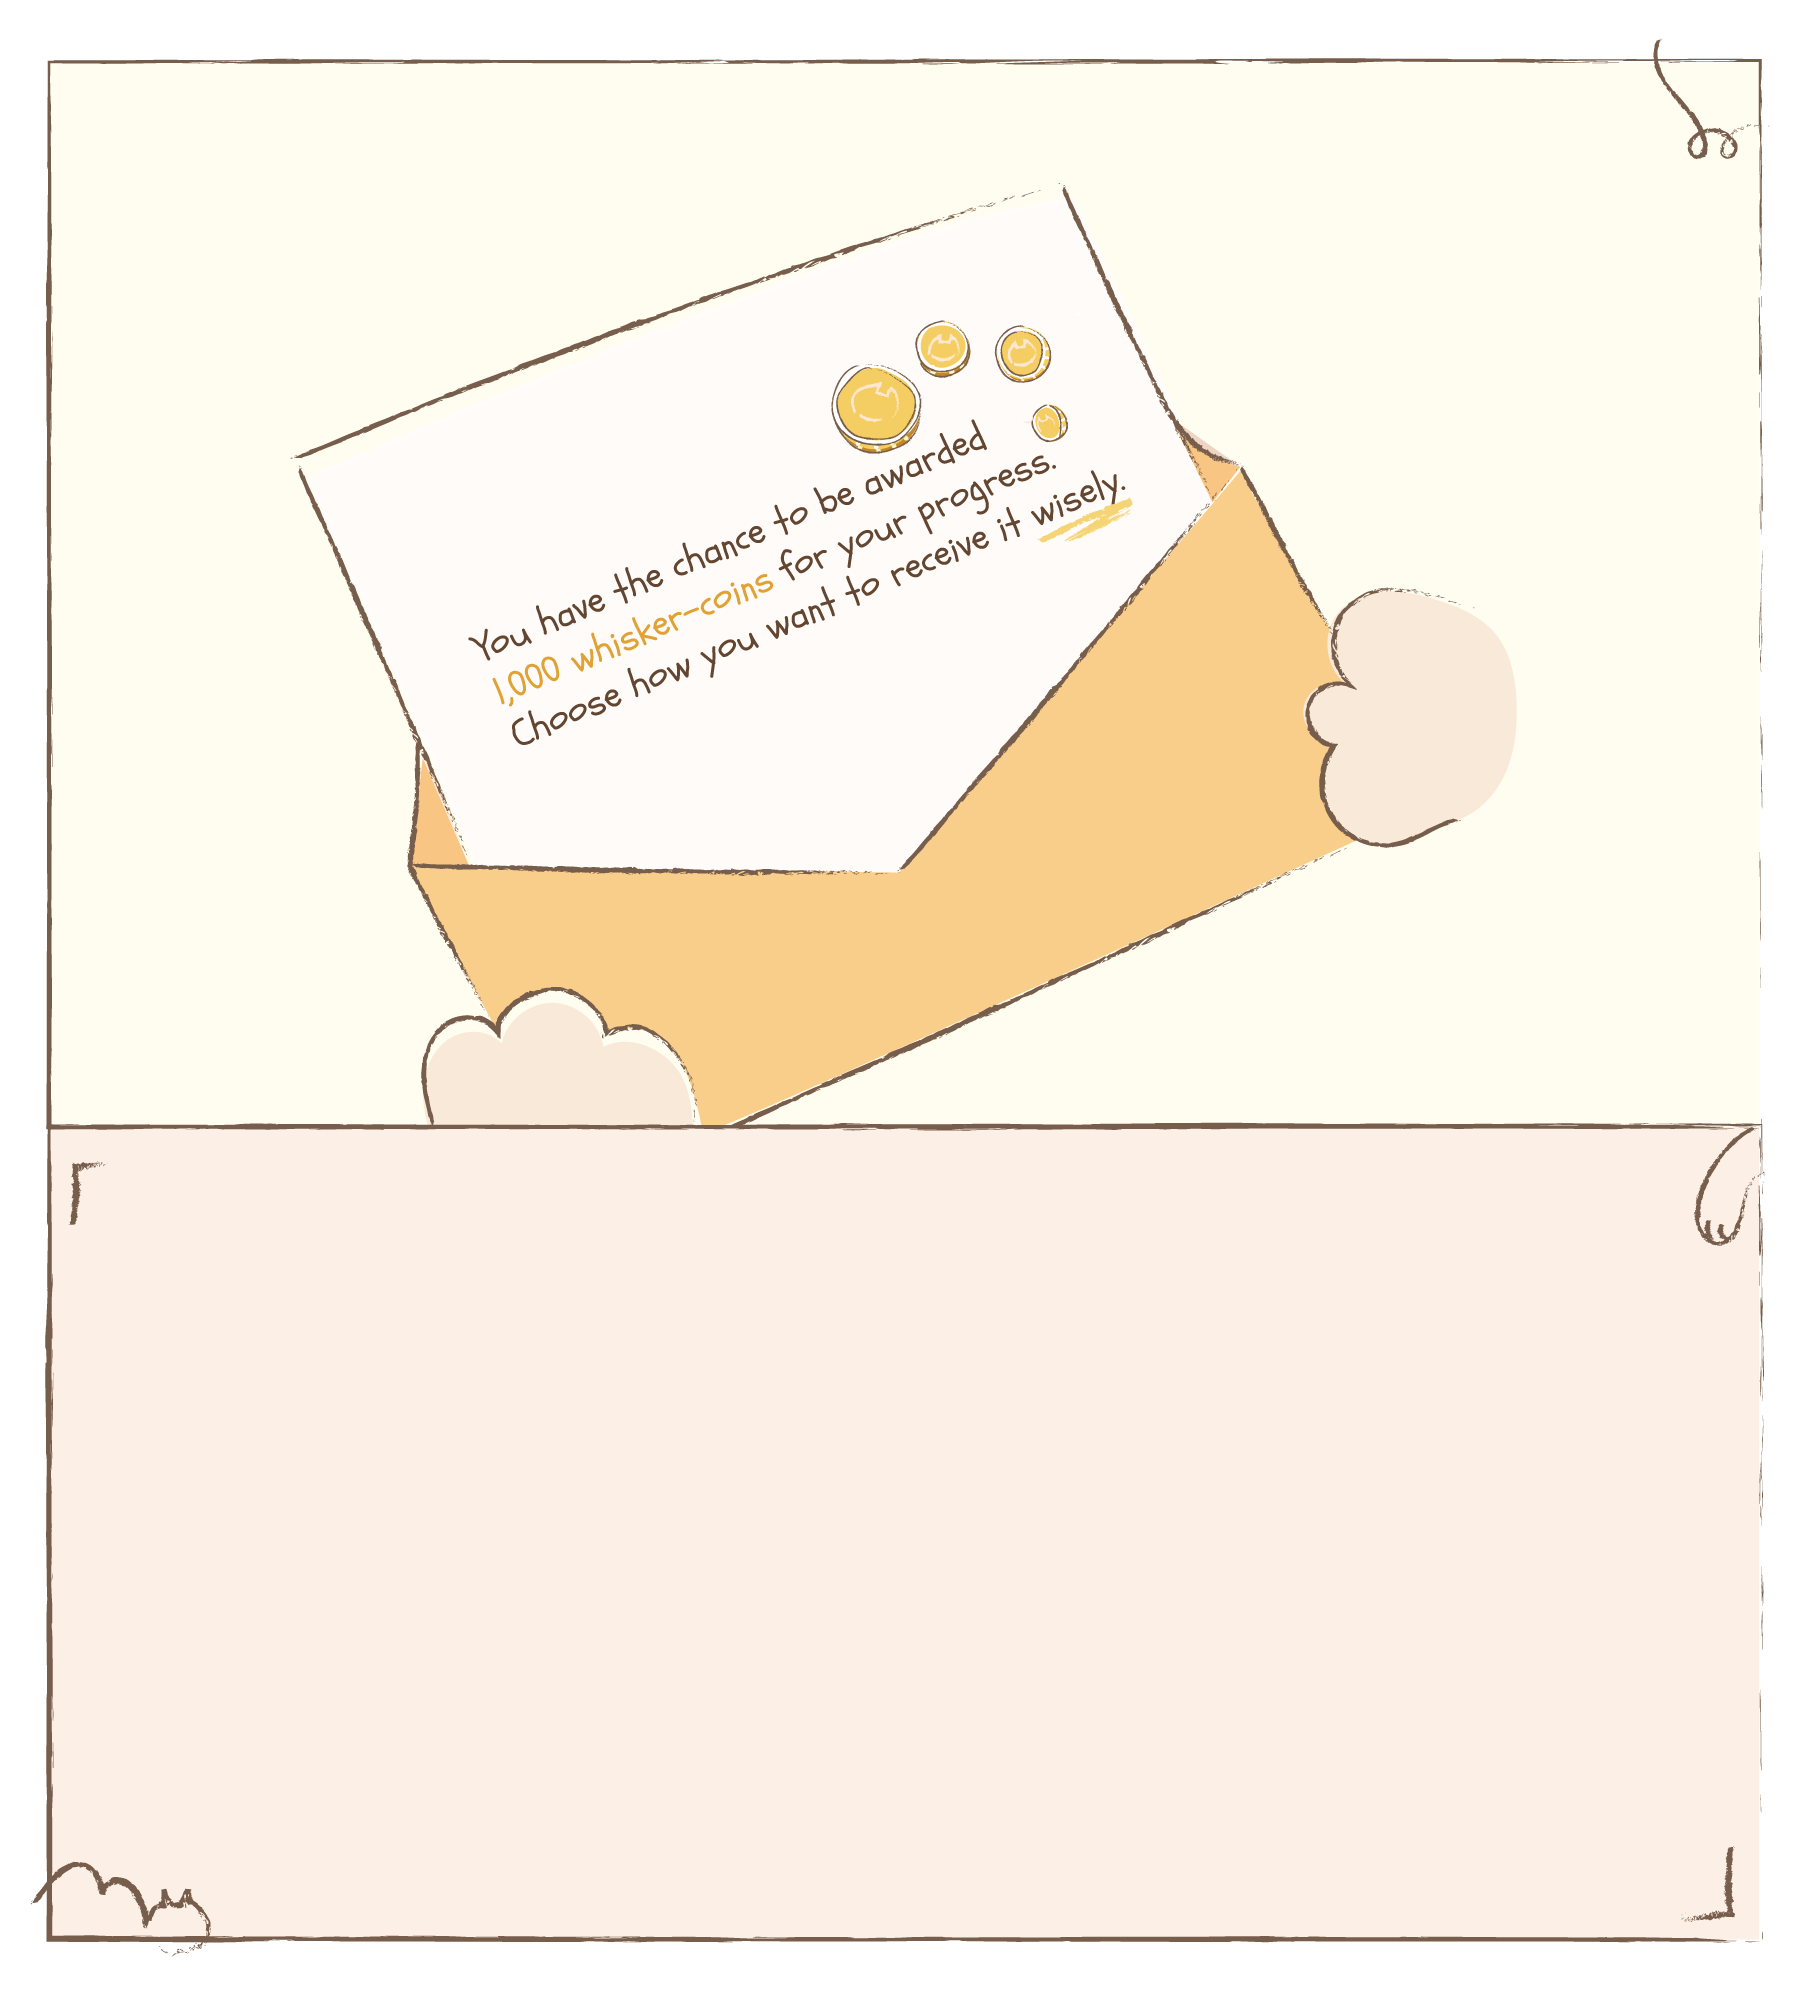 You have the chance to be awarded
1,000 whisker-coins for your progress.
Choose how you want to receive it wisely.